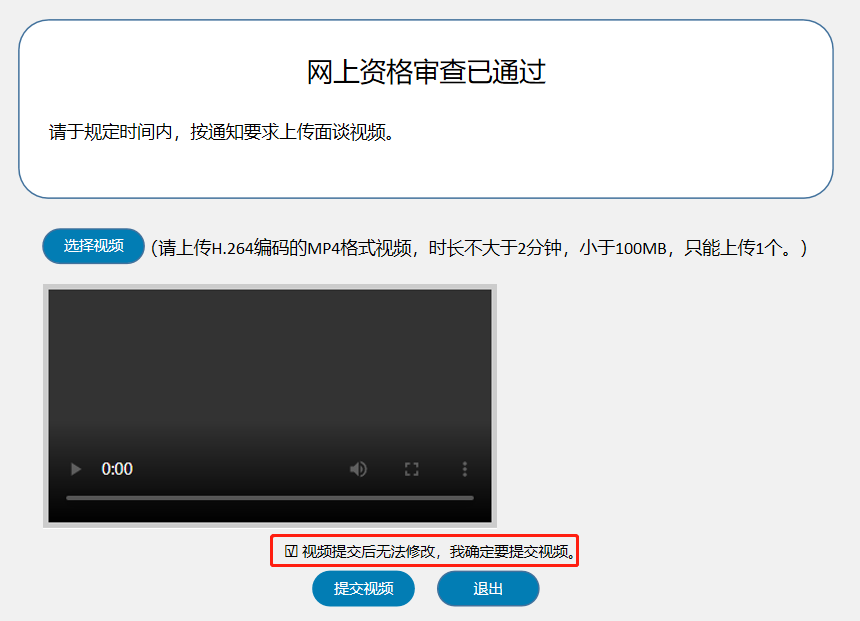 网上资格审查已通过
请于规定时间内，按通知要求上传面谈视频。
选择视频 (请上传H.264编码的MP4格式视频，时长不大于2分钟，小于100MB，只能上传1个。)
0:00
☑ 视频提交后无法修改，我确定要提交视频。
提交视频 退出